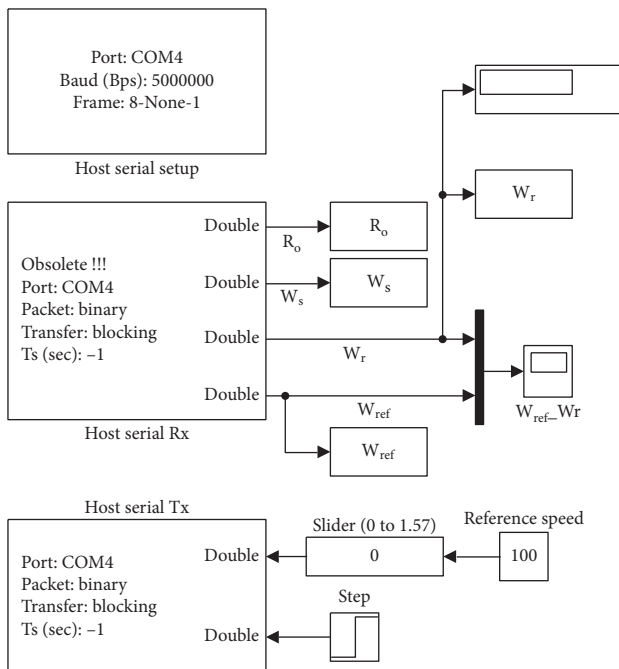 Port: COM4
Baud (Bps): 5000000
Frame: 8-None-1
Host serial setup
W_r
Obsolete !!!
Port: COM4
Packet: binary
Transfer: blocking
Ts (sec): –1
Double
R_o
R_o
Double
W_s
W_s
Double
W_r
Double
W_ref
W_ref
W_ref_Wr
Host serial Rx
Host serial Tx
Port: COM4
Packet: binary
Transfer: blocking
Ts (sec): –1
Double
Slider (0 to 1.57)
0
Reference speed
100
Double
Step